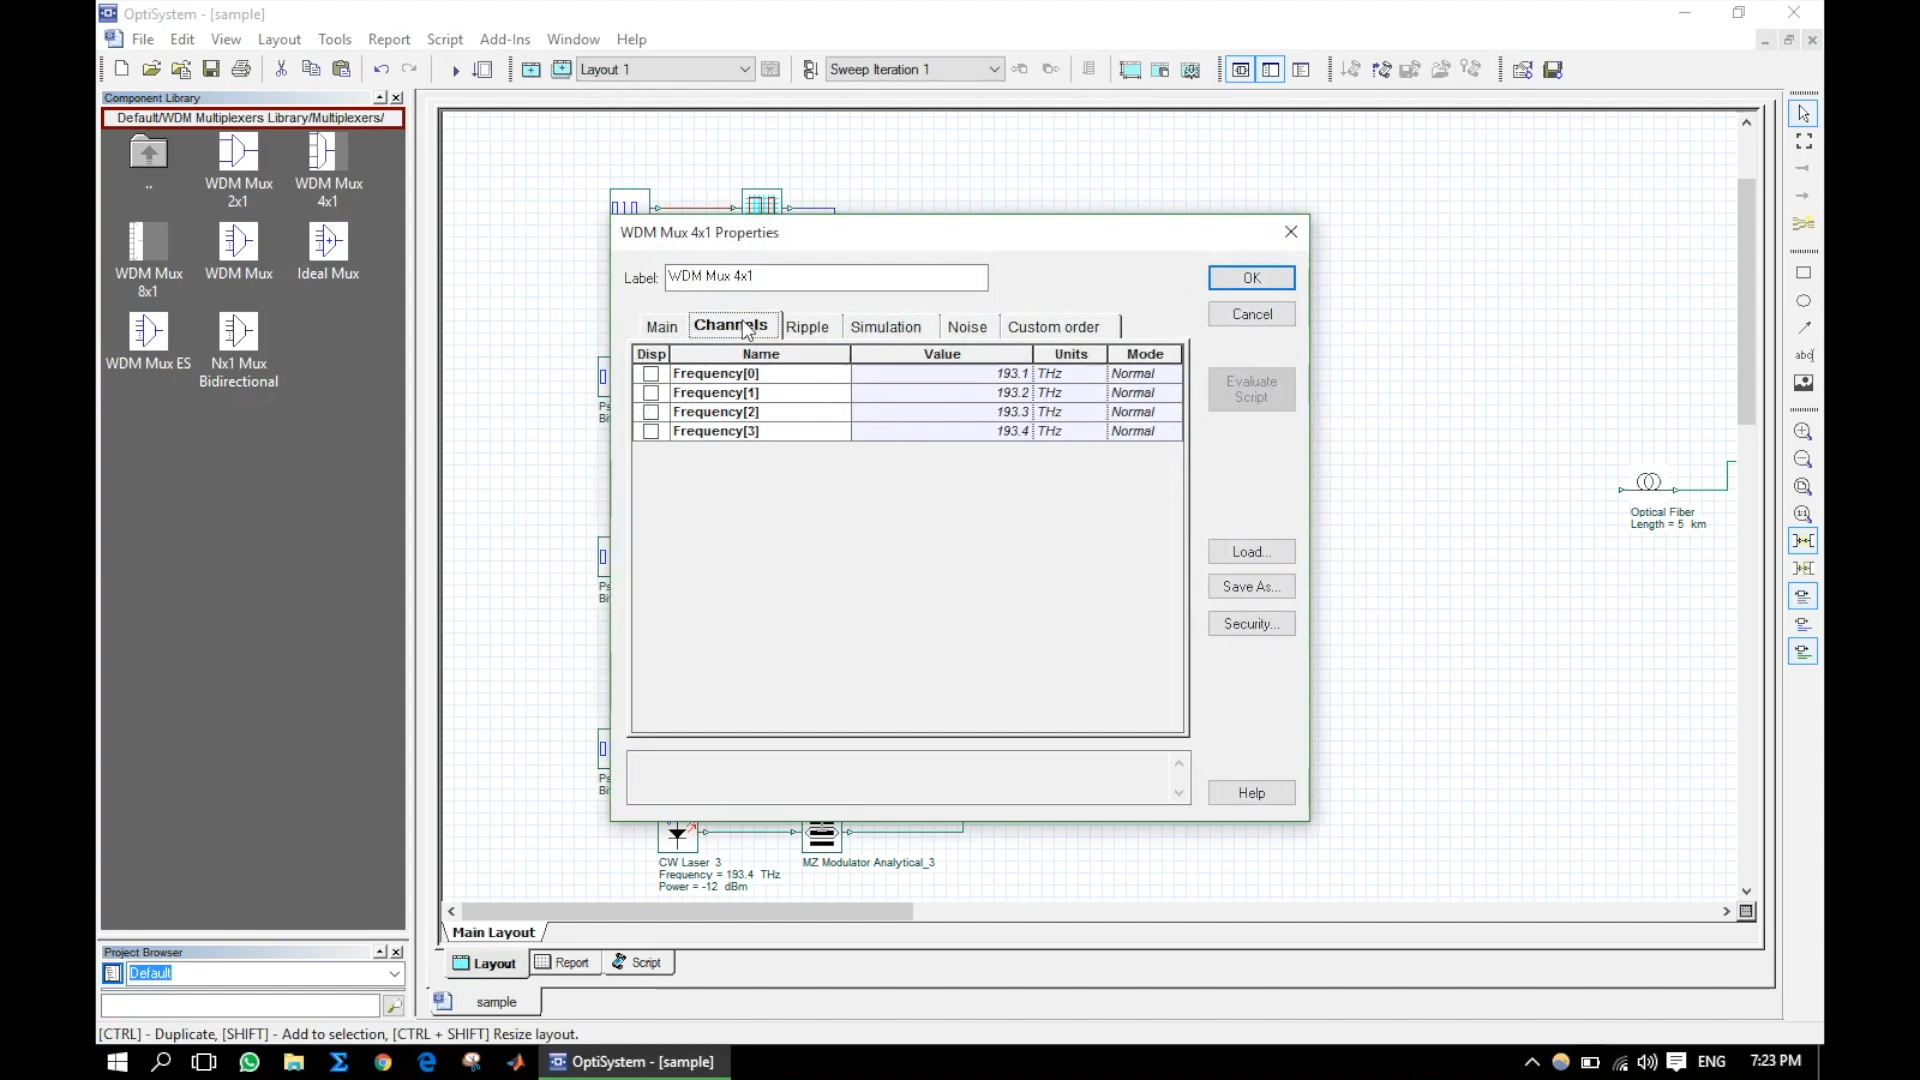 OptiSystem - [sample]
File Edit View Layout Tools Report Script Add-Ins Window Help
Layout 1
Sweep Iteration 1
Component Library
Default/WDM Multiplexers Library/Multiplexers/
..
WDM Mux 2x1
WDM Mux 4x1
WDM Mux 8x1
WDM Mux
Ideal Mux
WDM Mux ES
Nx1 Mux Bidirectional
WDM Mux 4x1 Properties
Label: WDM Mux 4x1
OK
Cancel
Evaluate Script
Load...
Save As...
Security...
Help
Main Channels Ripple Simulation Noise Custom order
Disp Name Value Units Mode
Frequency[0] 193.1 THz Normal
Frequency[1] 193.2 THz Normal
Frequency[2] 193.3 THz Normal
Frequency[3] 193.4 THz Normal
Ps
Bi
Ps
Bi
Ps
Bi
Optical Fiber
Length = 5 km
CW Laser 3
Frequency = 193.4 THz
Power = -12 dBm
MZ Modulator Analytical_3
Main Layout
Layout Report Script
sample
Project Browser
Default
[CTRL] - Duplicate, [SHIFT] - Add to selection, [CTRL + SHIFT] Resize layout.
OptiSystem - [sample]
ENG
7:23 PM